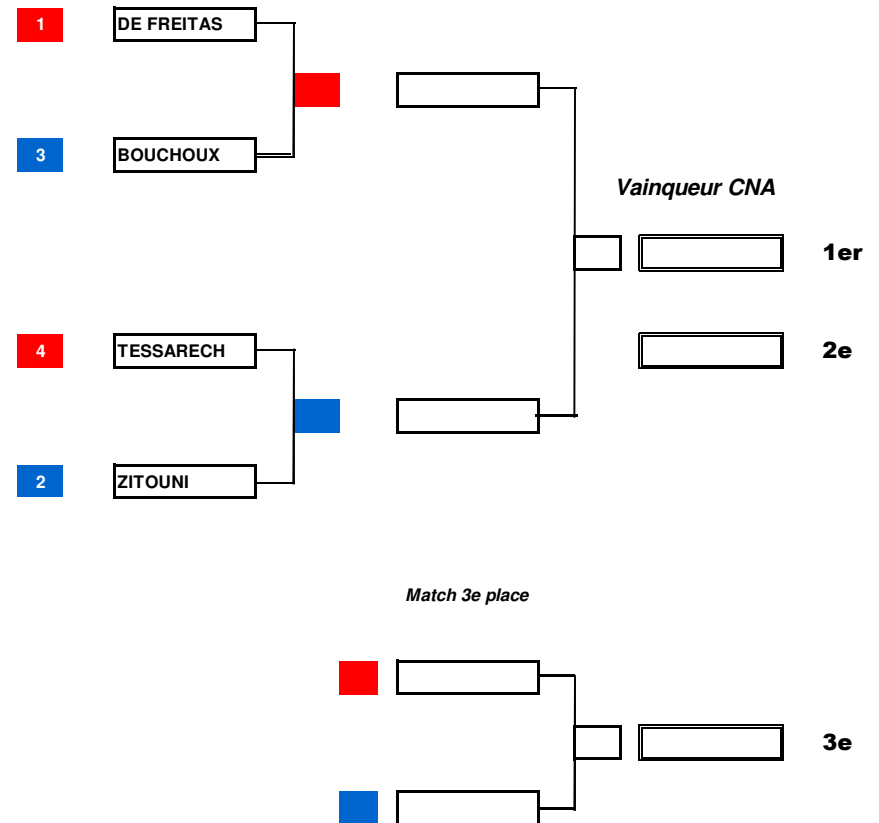 1 DE FREITAS
3 BOUCHOUX
Vainqueur CNA
1er
4 TESSARECH
2e
2 ZITOUNI
Match 3e place
3e